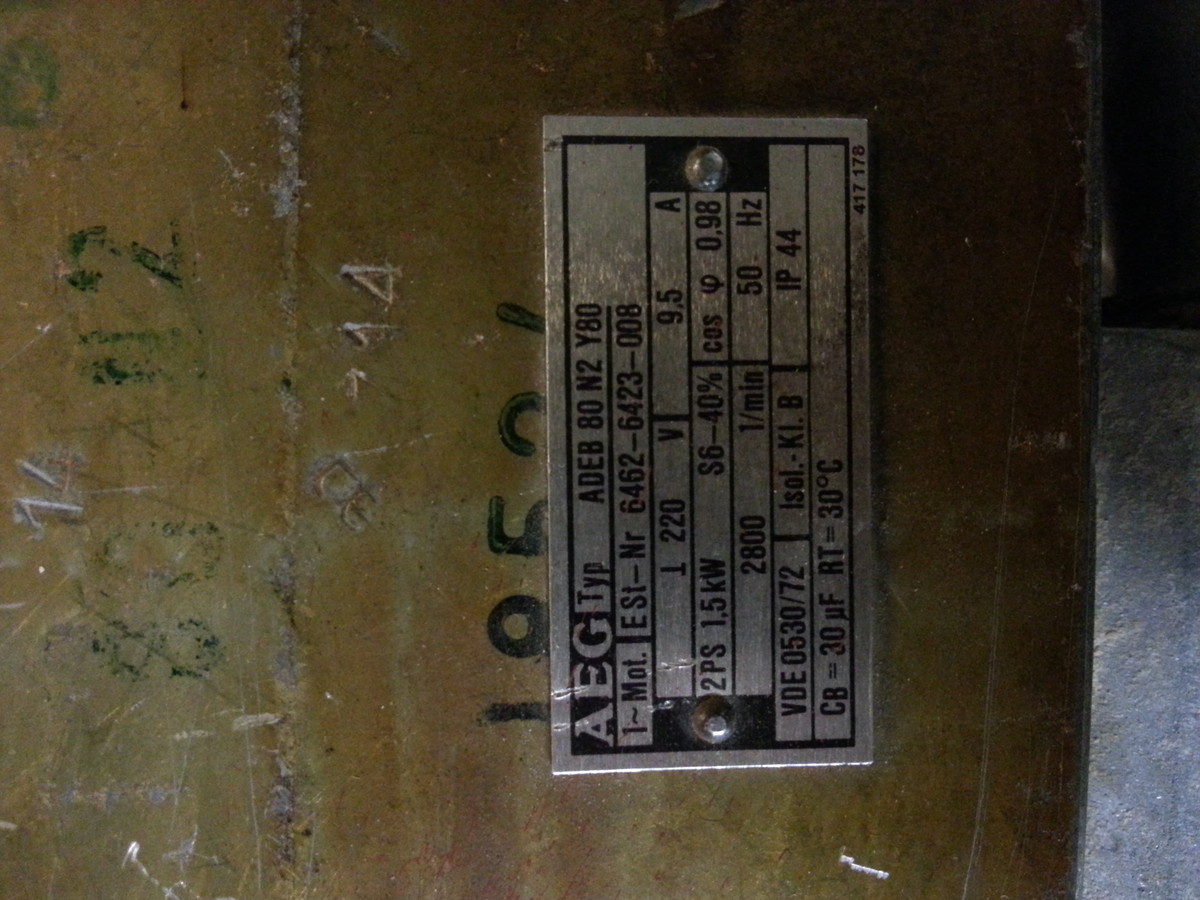 AEG Typ ADEB 80 N2 Y80
1~ Mot. E St-Nr 6462-6423-008
⊥ 220 V 9,5 A
2PS 1,5 kW S6-40% cos φ 0,98
2800 1/min 50 Hz
VDE 0530/72 Isol.-Kl. B IP 44
CB = 30 µF RT = 30°C
417 178
14
14